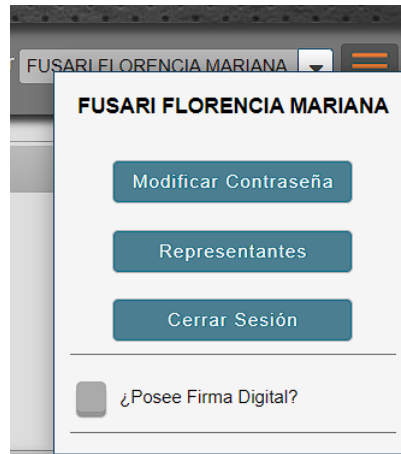 FUSARI FLORENCIA MARIANA
FUSARI FLORENCIA MARIANA
Modificar Contraseña
Representantes
Cerrar Sesión
¿Posee Firma Digital?